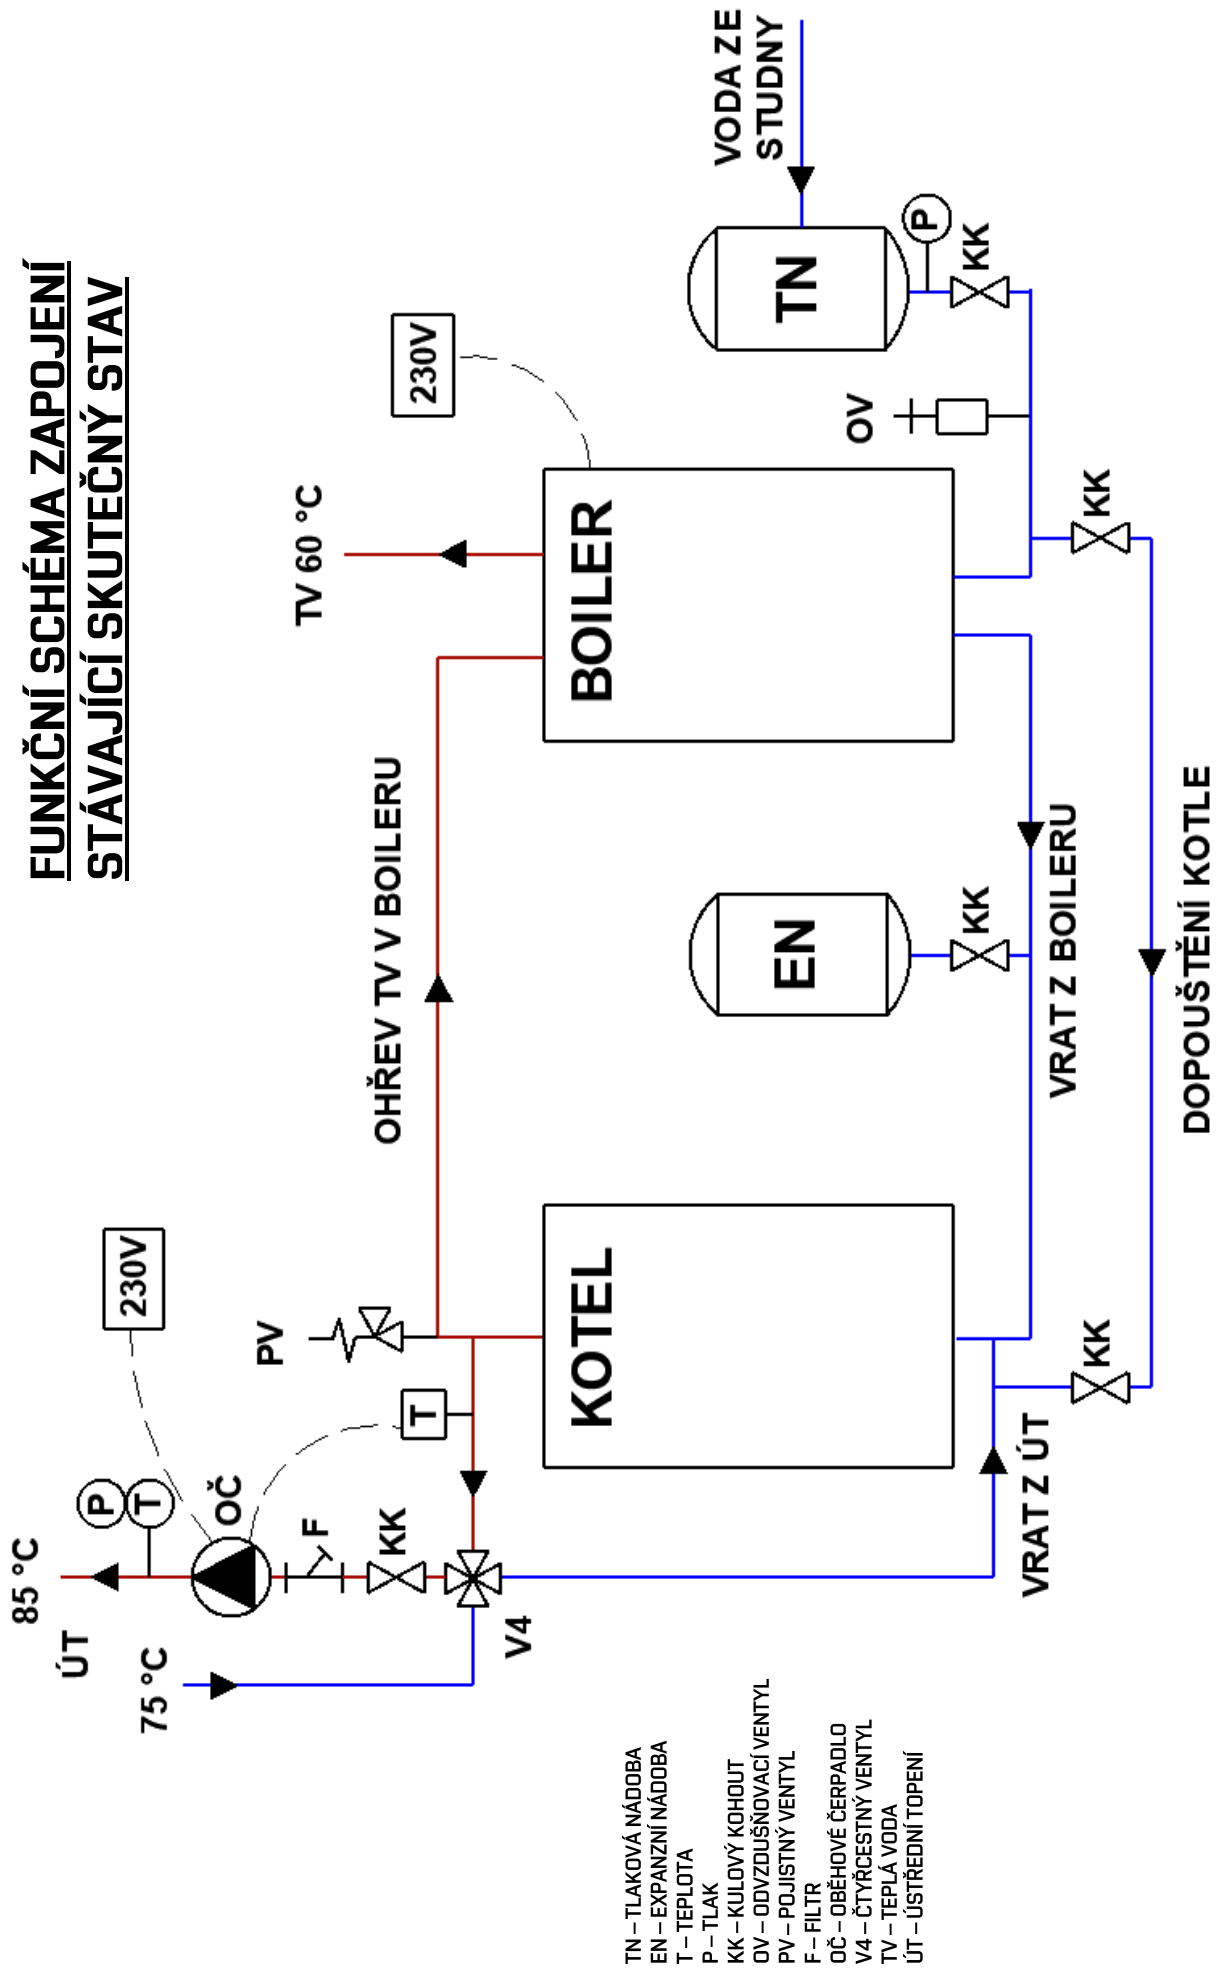 FUNKČNÍ SCHÉMA ZAPOJENÍ
STÁVAJÍCÍ SKUTEČNÝ STAV
85 °C
ÚT
75 °C
P
T
230V
OČ
F
KK
V4
PV
T
OHŘEV TV V BOILERU
TV 60 °C
230V
KOTEL
BOILER
EN
KK
TN
VODA ZE
STUDNY
P
KK
OV
KK
VRAT Z ÚT
KK
VRAT Z BOILERU
DOPOUŠTĚNÍ KOTLE
TN – TLAKOVÁ NÁDOBA
EN – EXPANZNÍ NÁDOBA
T – TEPLOTA
P – TLAK
KK – KULOVÝ KOHOUT
OV – ODVZDUŠŇOVACÍ VENTYL
PV – POJISTNÝ VENTYL
F – FILTR
OČ – OBĚHOVÉ ČERPADLO
V4 – ČTYŘCESTNÝ VENTYL
TV – TEPLÁ VODA
ÚT – ÚSTŘEDNÍ TOPENÍ